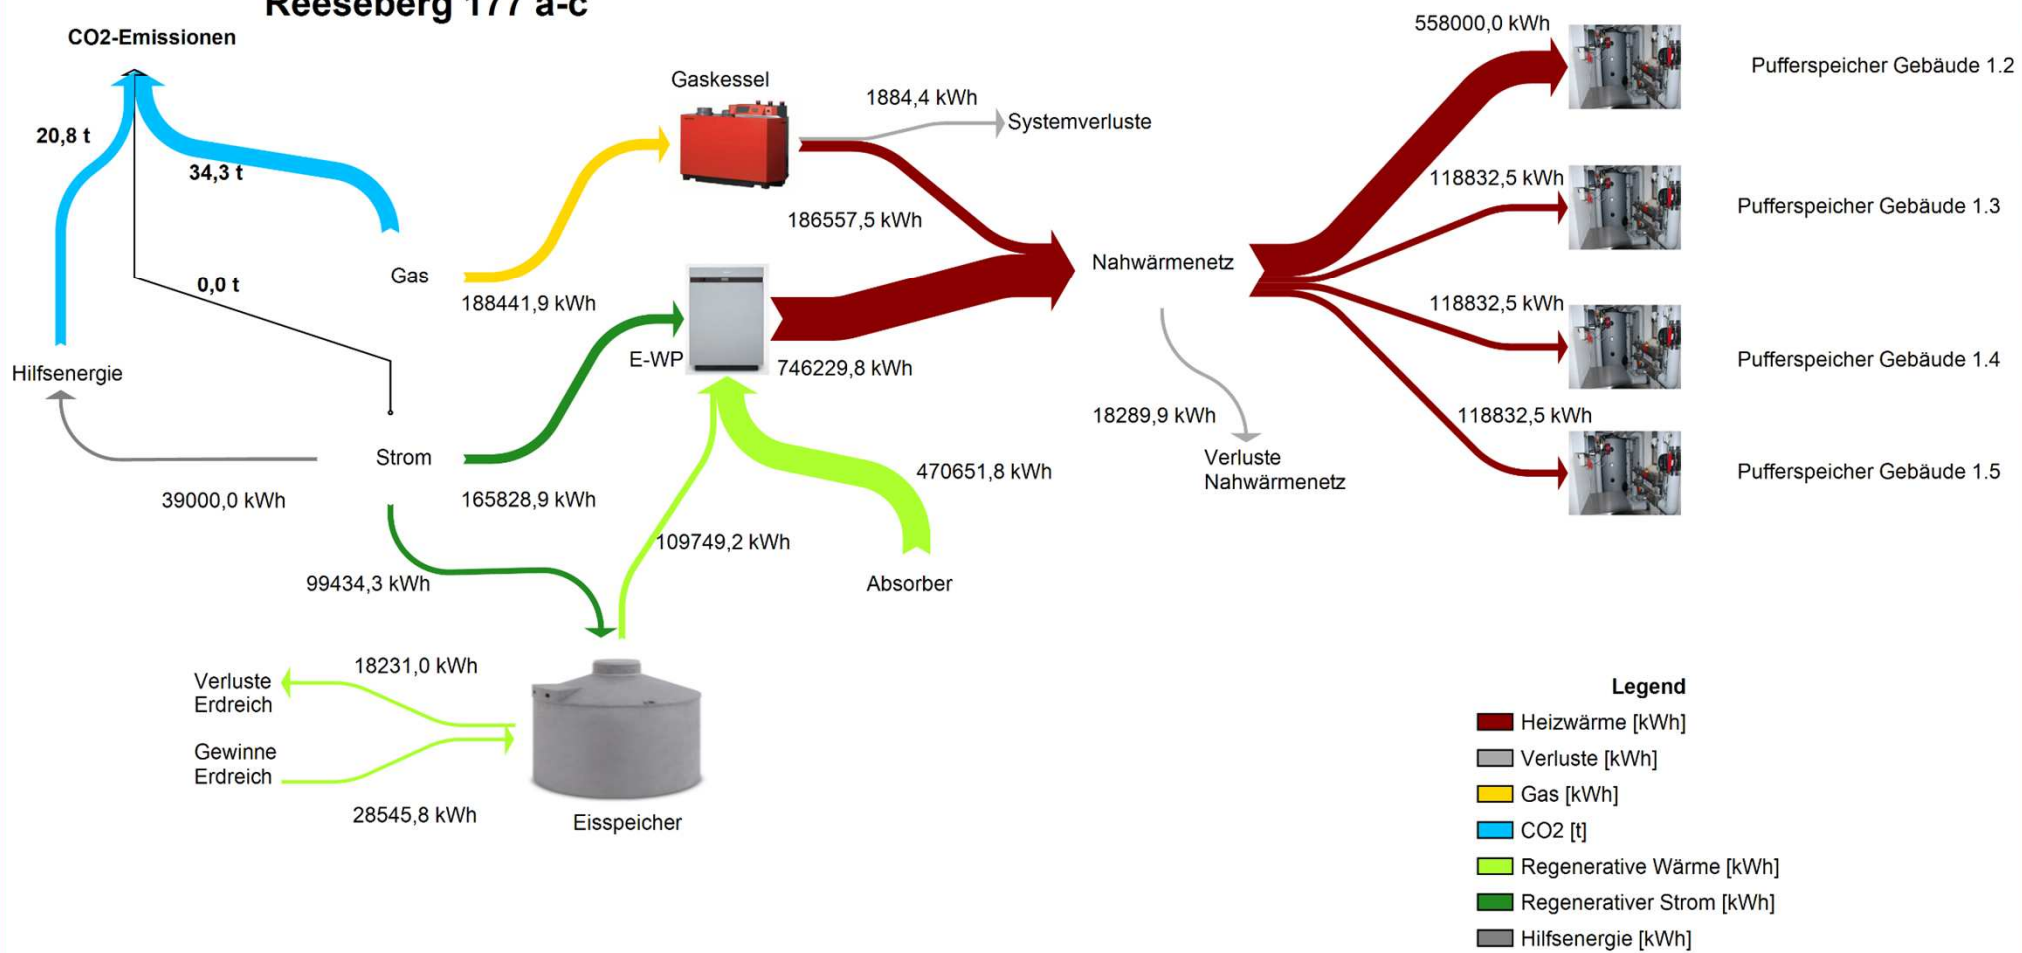 Reeseberg 177 a-c
CO2-Emissionen
20,8 t
34,3 t
0,0 t
Gas
Hilfsenergie
Strom
39000,0 kWh
188441,9 kWh
165828,9 kWh
99434,3 kWh
Gaskessel
1884,4 kWh
Systemverluste
186557,5 kWh
E-WP
746229,8 kWh
109749,2 kWh
470651,8 kWh
Absorber
Verluste
Erdreich
18231,0 kWh
Gewinne
Erdreich
28545,8 kWh
Eisspeicher
Nahwärmenetz
18289,9 kWh
Verluste
Nahwärmenetz
558000,0 kWh
Pufferspeicher Gebäude 1.2
118832,5 kWh
Pufferspeicher Gebäude 1.3
118832,5 kWh
Pufferspeicher Gebäude 1.4
118832,5 kWh
Pufferspeicher Gebäude 1.5
Legend
Heizwärme [kWh]
Verluste [kWh]
Gas [kWh]
CO2 [t]
Regenerative Wärme [kWh]
Regenerativer Strom [kWh]
Hilfsenergie [kWh]